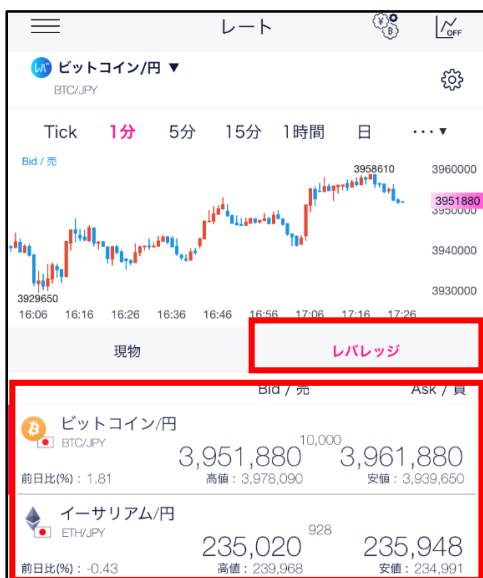 レート
OFF
レバ ビットコイン/円 ▼
BTC/JPY
Tick 1分 5分 15分 1時間 日 ···▼
Bid / 売
3958610
3960000
3951880
3950000
3940000
3930000
3929650
16:06 16:16 16:26 16:36 16:46 16:56 17:06 17:16 17:26
現物 レバレッジ
Bid / 売 Ask / 買
ビットコイン/円
BTC/JPY
3,951,880 10,000 3,961,880
前日比(%) : 1.81 高値 : 3,978,090 安値 : 3,939,650
イーサリアム/円
ETH/JPY
235,020 928 235,948
前日比(%) : -0.43 高値 : 239,968 安値 : 234,991